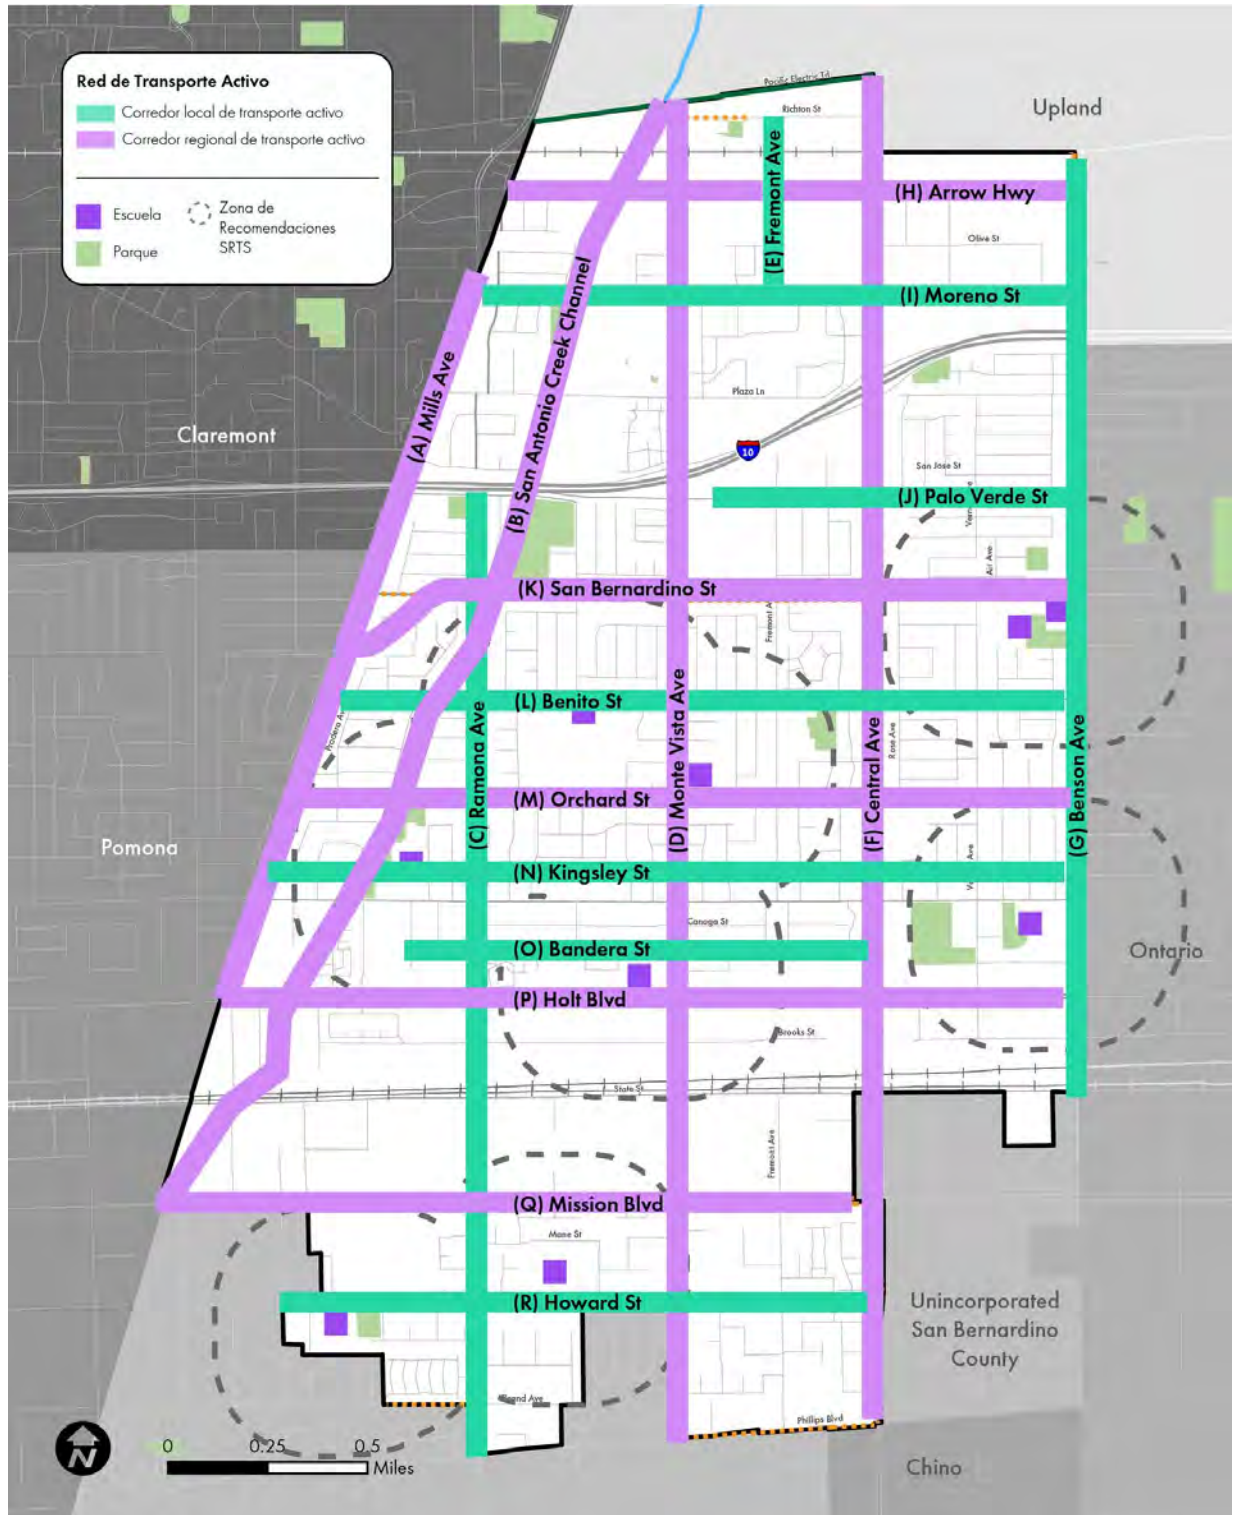 Red de Transporte Activo
Corredor local de transporte activo
Corredor regional de transporte activo
Escuela
Parque
Zona de
Recomendaciones
SRTS
Pacific Electric Trl
Richton St
Upland
(H) Arrow Hwy
(E) Fremont Ave
Olive St
(I) Moreno St
(A) Mills Ave
(B) San Antonio Creek Channel
Plaza Ln
Claremont
10
San Jose St
(J) Palo Verde St
(K) San Bernardino St
(L) Benito St
(C) Ramona Ave
(D) Monte Vista Ave
(F) Central Ave
Rose Ave
(G) Benson Ave
(M) Orchard St
Pomona
(N) Kingsley St
Canoga St
(O) Bandera St
Ontario
(P) Holt Blvd
Brooks St
State St
Fremont Ave
(Q) Mission Blvd
Mane St
(R) Howard St
Unincorporated
San Bernardino
County
Phillips Blvd
N
0 0.25 0.5
Miles
Chino